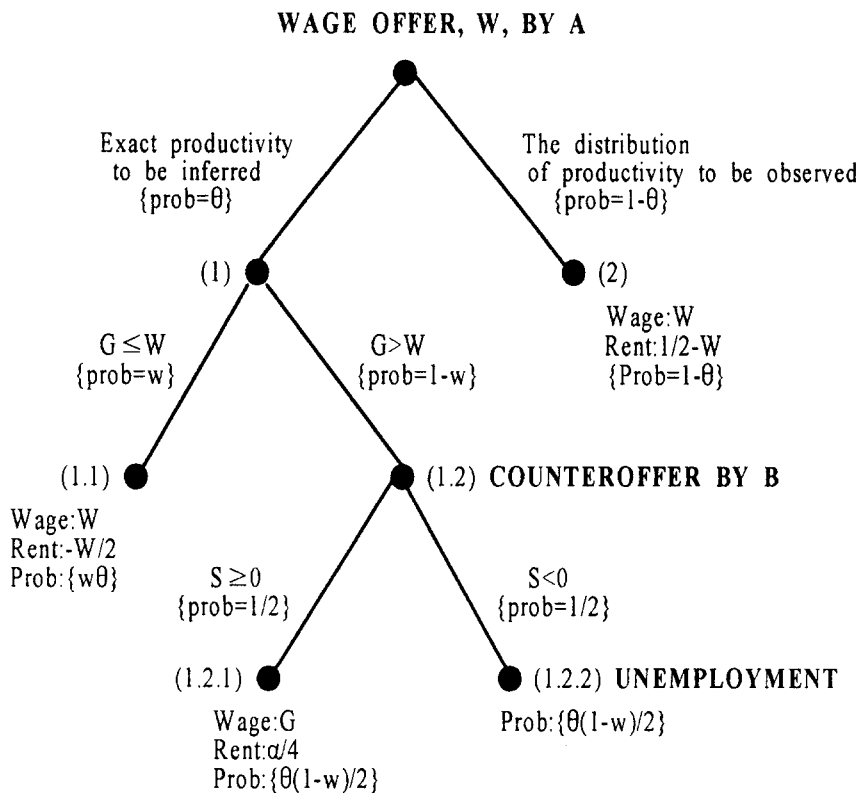 WAGE OFFER, W, BY A
Exact productivity
to be inferred
{prob=θ}
The distribution
of productivity to be observed
{prob=1-θ}
(1)
(2)
Wage:W
Rent:1/2-W
{Prob=1-θ}
G≤W
{prob=w}
G>W
{prob=1-w}
(1.1)
Wage:W
Rent:-W/2
Prob:{wθ}
(1.2) COUNTEROFFER BY B
S≥0
{prob=1/2}
S<0
{prob=1/2}
(1.2.1)
Wage:G
Rent:α/4
Prob:{θ(1-w)/2}
(1.2.2) UNEMPLOYMENT
Prob:{θ(1-w)/2}